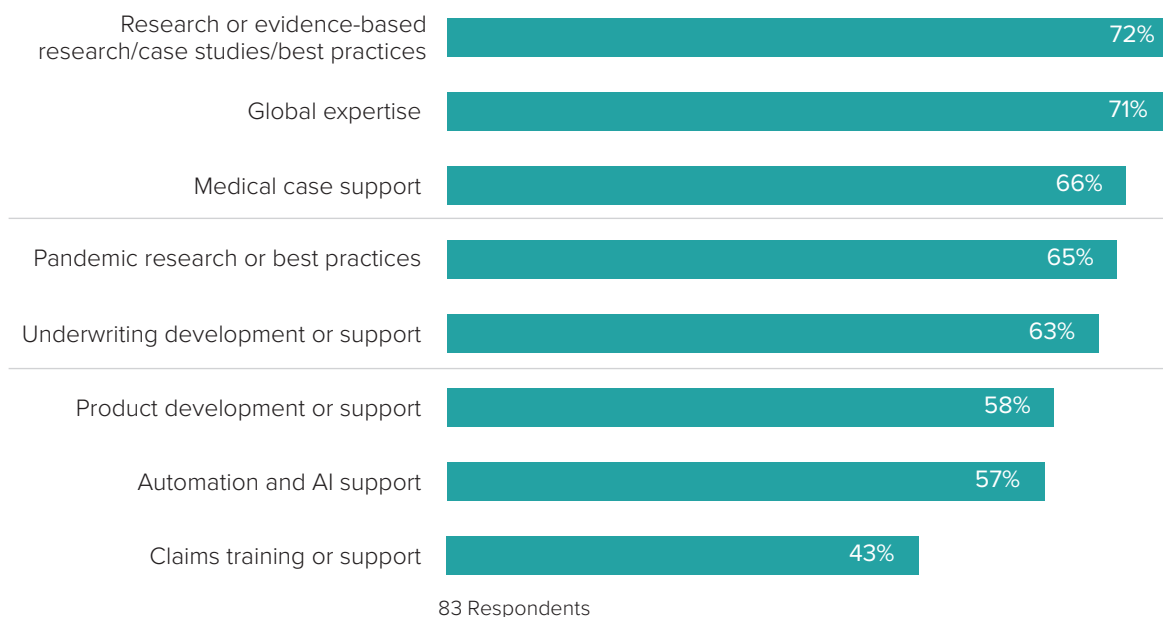 Research or evidence-based
research/case studies/best practices
72%
Global expertise
71%
Medical case support
66%
Pandemic research or best practices
65%
Underwriting development or support
63%
Product development or support
58%
Automation and AI support
57%
Claims training or support
43%
83 Respondents